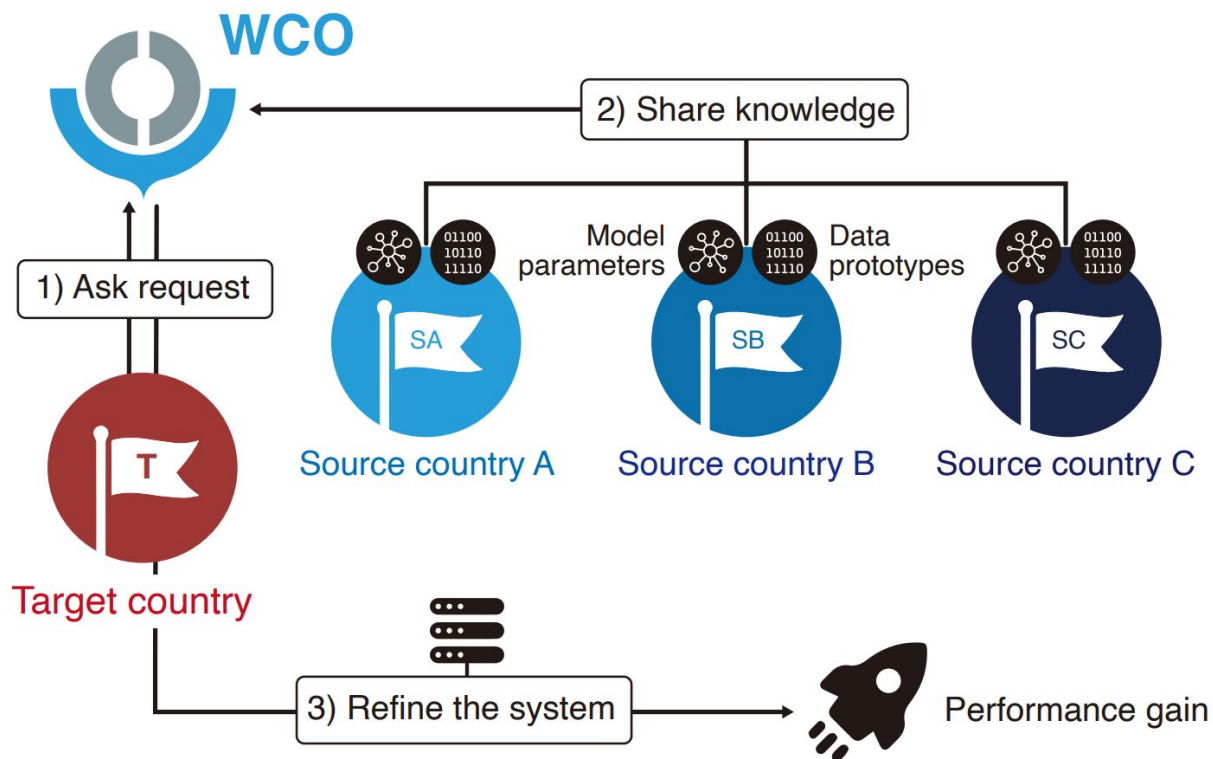 WCO
2) Share knowledge
Model
parameters
01100
10110
11110
Data
prototypes
01100
10110
11110
01100
10110
11110
1) Ask request
SA
SB
SC
T
Source country A
Source country B
Source country C
Target country
3) Refine the system
Performance gain